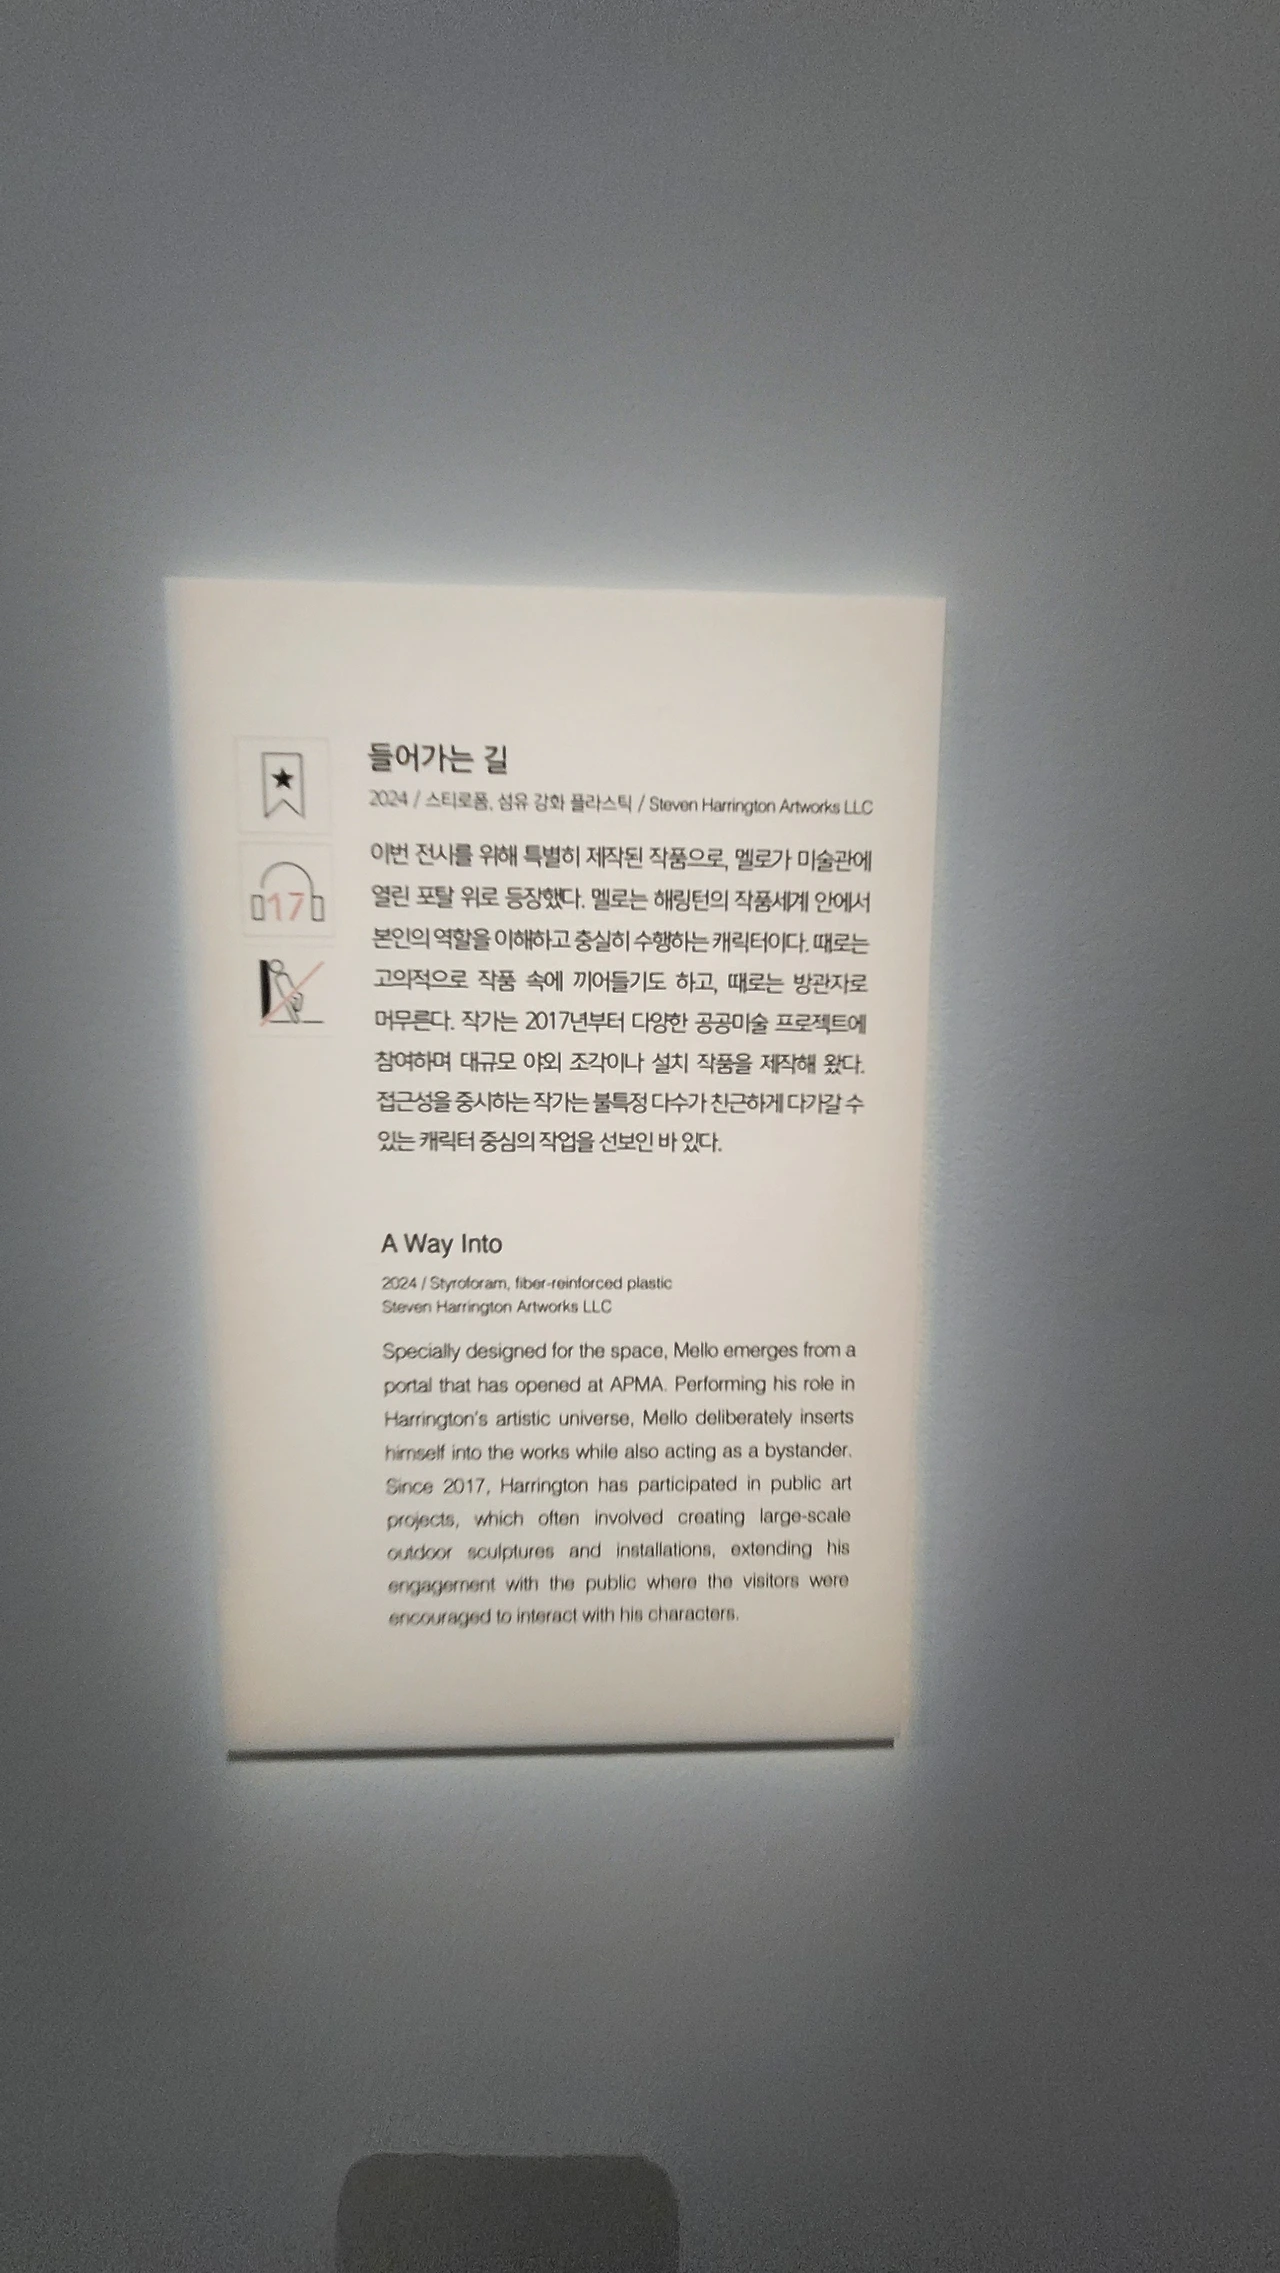 들어가는 길
2024 / 스티로폼, 섬유 강화 플라스틱 / Steven Harrington Artworks LLC
17
이번 전시를 위해 특별히 제작된 작품으로, 멜로가 미술관에
열린 포탈 위로 등장했다. 멜로는 해링턴의 작품세계 안에서
본인의 역할을 이해하고 충실히 수행하는 캐릭터이다. 때로는
고의적으로 작품 속에 끼어들기도 하고, 때로는 방관자로
머무른다. 작가는 2017년부터 다양한 공공미술 프로젝트에
참여하며 대규모 야외 조각이나 설치 작품을 제작해 왔다.
접근성을 중시하는 작가는 불특정 다수가 친근하게 다가갈 수
있는 캐릭터 중심의 작업을 선보인 바 있다.
A Way Into
2024 / Styroforam, fiber-reinforced plastic
Steven Harrington Artworks LLC
Specially designed for the space, Mello emerges from a
portal that has opened at APMA. Performing his role in
Harrington's artistic universe, Mello deliberately inserts
himself into the works while also acting as a bystander.
Since 2017, Harrington has participated in public art
projects, which often involved creating large-scale
outdoor sculptures and installations, extending his
engagement with the public where the visitors were
encouraged to interact with his characters.